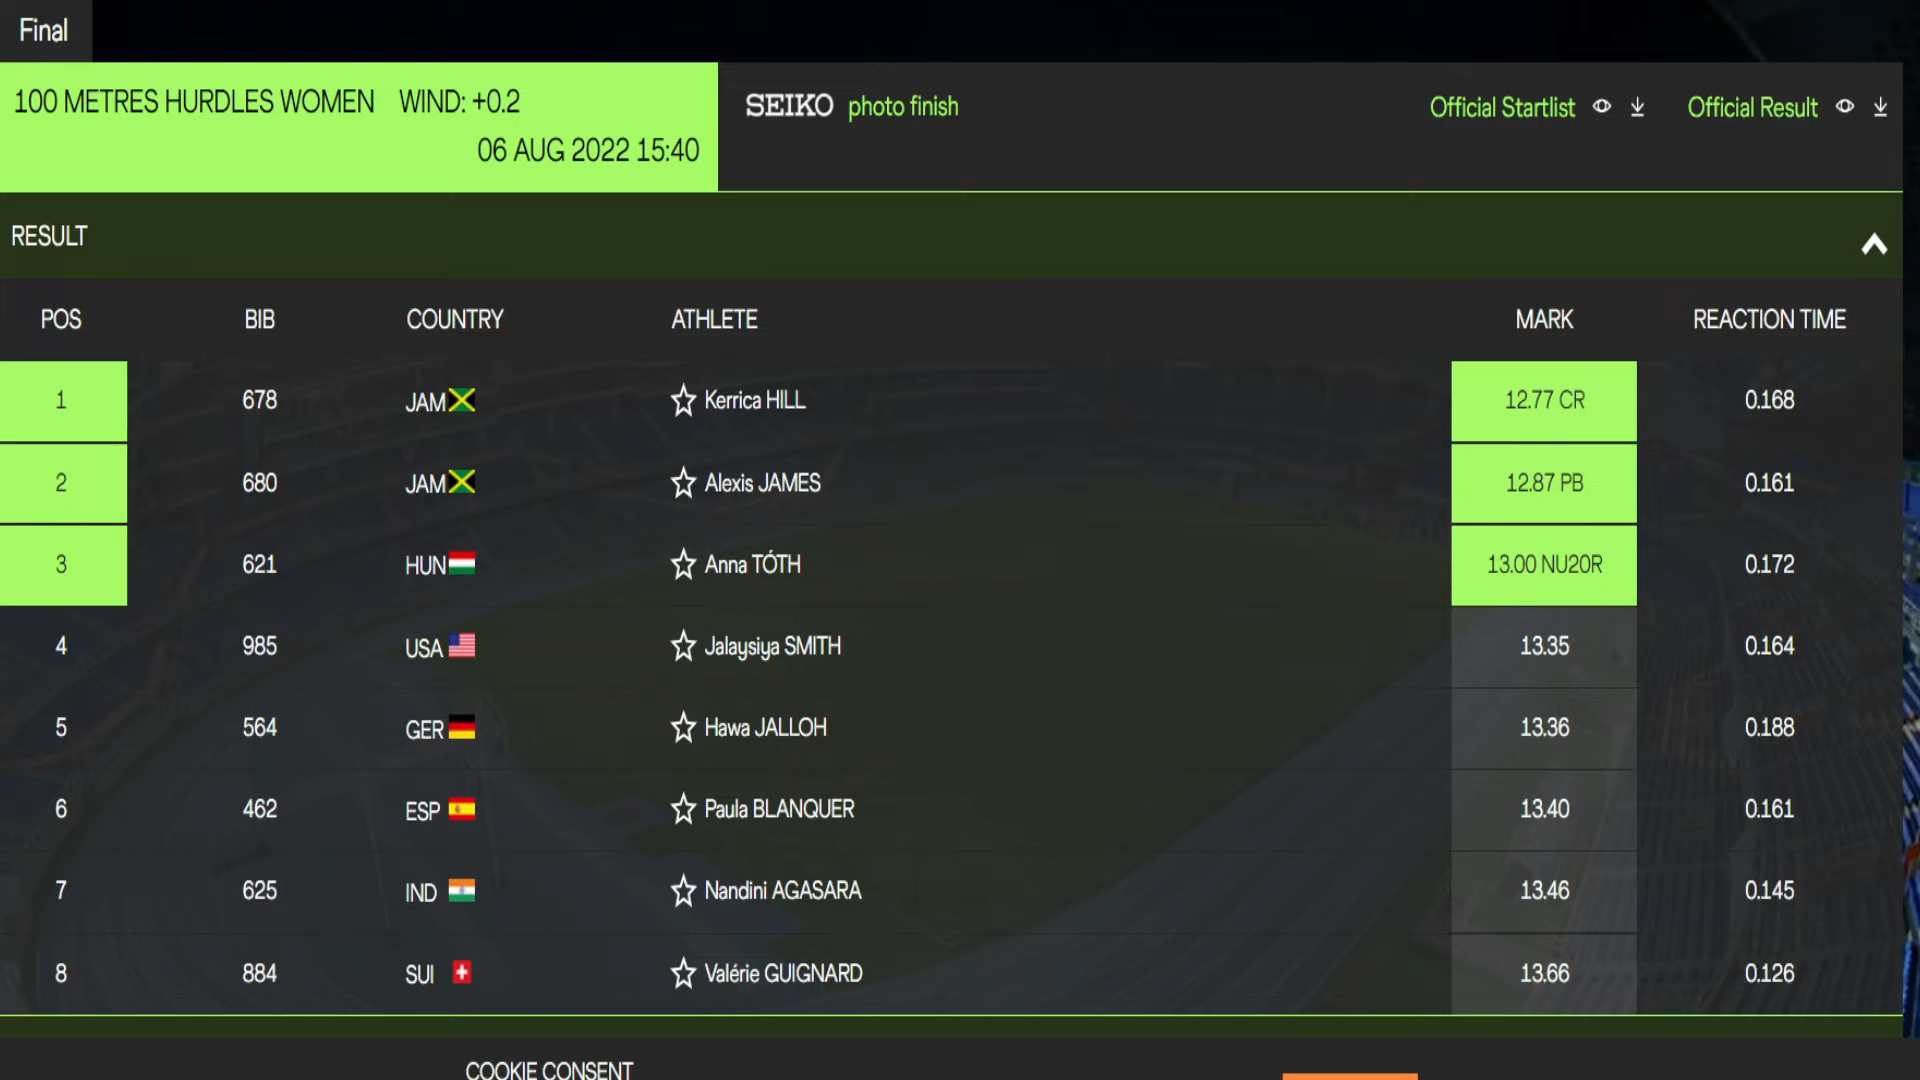 Final
100 METRES HURDLES WOMEN WIND: +0.2
06 AUG 2022 15:40
SEIKO photo finish
Official Startlist Official Result
RESULT
POS BIB COUNTRY ATHLETE MARK REACTION TIME
1 678 JAM Kerrica HILL 12.77 CR 0.168
2 680 JAM Alexis JAMES 12.87 PB 0.161
3 621 HUN Anna TÓTH 13.00 NU20R 0.172
4 985 USA Jalaysiya SMITH 13.35 0.164
5 564 GER Hawa JALLOH 13.36 0.188
6 462 ESP Paula BLANQUER 13.40 0.161
7 625 IND Nandini AGASARA 13.46 0.145
8 884 SUI Valérie GUIGNARD 13.66 0.126
COOKIE CONSENT